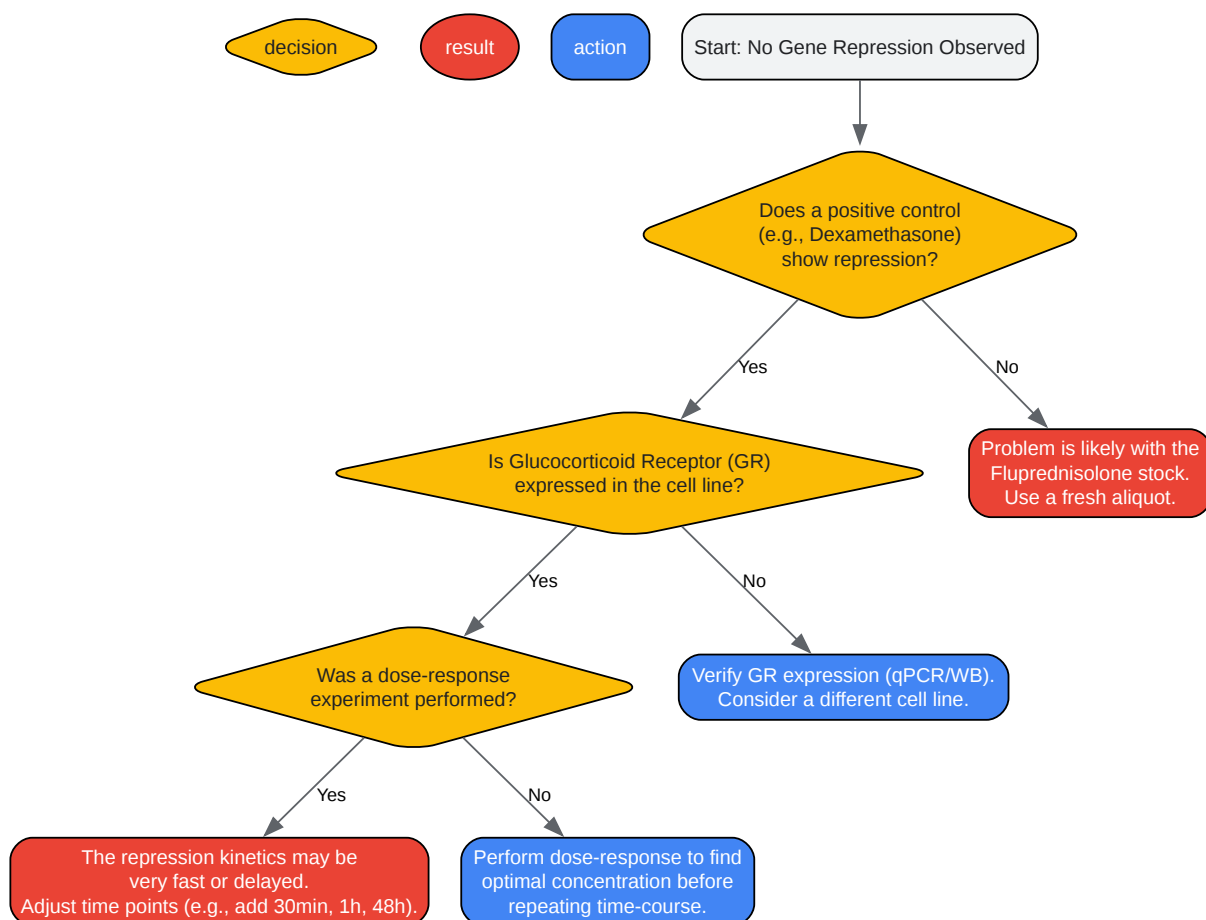 decision
result
action
Start: No Gene Repression Observed
Does a positive control
(e.g., Dexamethasone)
show repression?
Yes
No
Is Glucocorticoid Receptor (GR)
expressed in the cell line?
Problem is likely with the
Fluprednisolone stock.
Use a fresh aliquot.
Yes
No
Was a dose-response
experiment performed?
Verify GR expression (qPCR/WB).
Consider a different cell line.
Yes
No
The repression kinetics may be
very fast or delayed.
Adjust time points (e.g., add 30min, 1h, 48h).
Perform dose-response to find
optimal concentration before
repeating time-course.